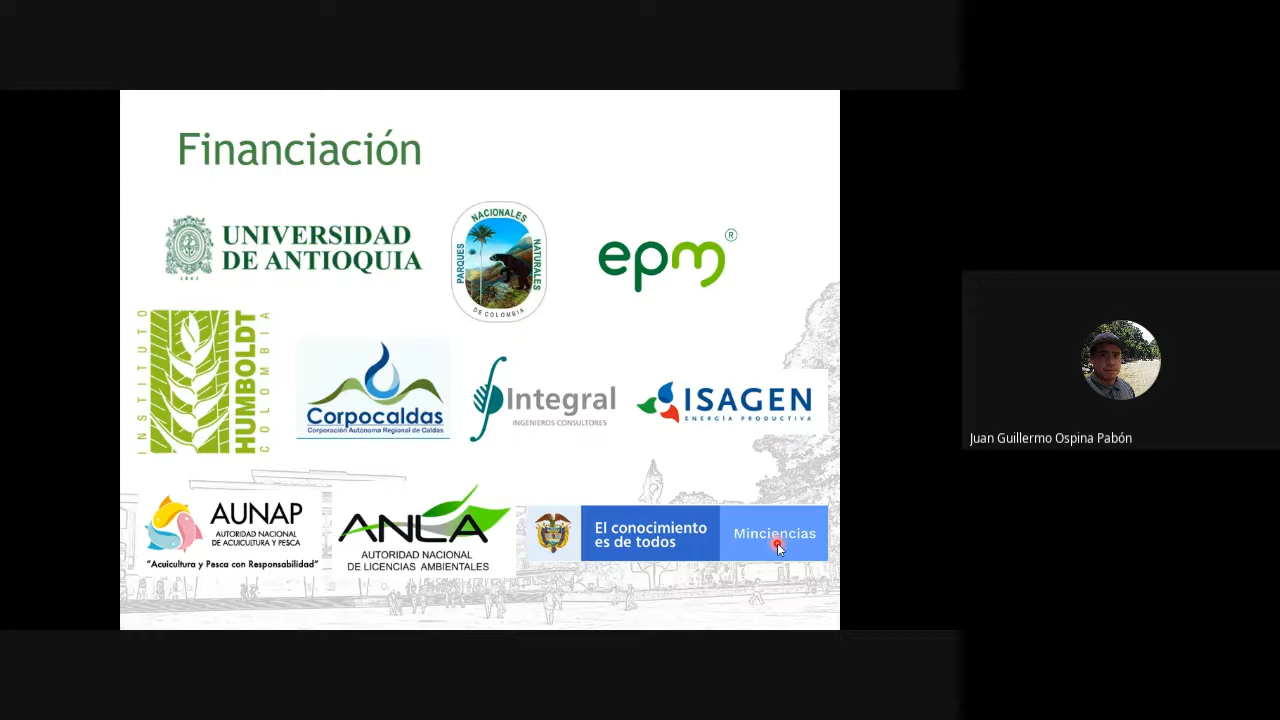 Financiación
UNIVERSIDAD
DE ANTIOQUIA
1803
PARQUES
NACIONALES
NATURALES
DE COLOMBIA
epm®
INSTITUTO
HUMBOLDT
COLOMBIA
Corpocaldas
Corporación Autónoma Regional de Caldas
Integral
INGENIEROS CONSULTORES
ISAGEN
ENERGÍA PRODUCTIVA
AUNAP
AUTORIDAD NACIONAL
DE ACUICULTURA Y PESCA
"Acuicultura y Pesca con Responsabilidad"
ANLA
AUTORIDAD NACIONAL
DE LICENCIAS AMBIENTALES
El conocimiento
es de todos
Minciencias
Juan Guillermo Ospina Pabón